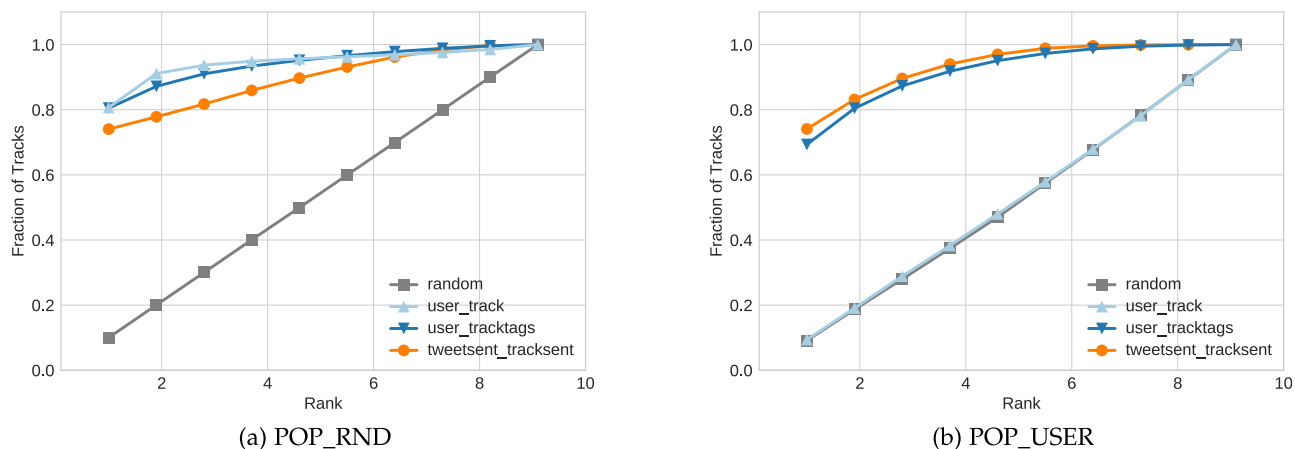 Fraction of Tracks
1.0
0.8
0.6
0.4
0.2
0.0
random
user_track
user_tracktags
tweetsent_tracksent
2 4 6 8 10
Rank
(a) POP_RND
Fraction of Tracks
1.0
0.8
0.6
0.4
0.2
0.0
random
user_track
user_tracktags
tweetsent_tracksent
2 4 6 8 10
Rank
(b) POP_USER